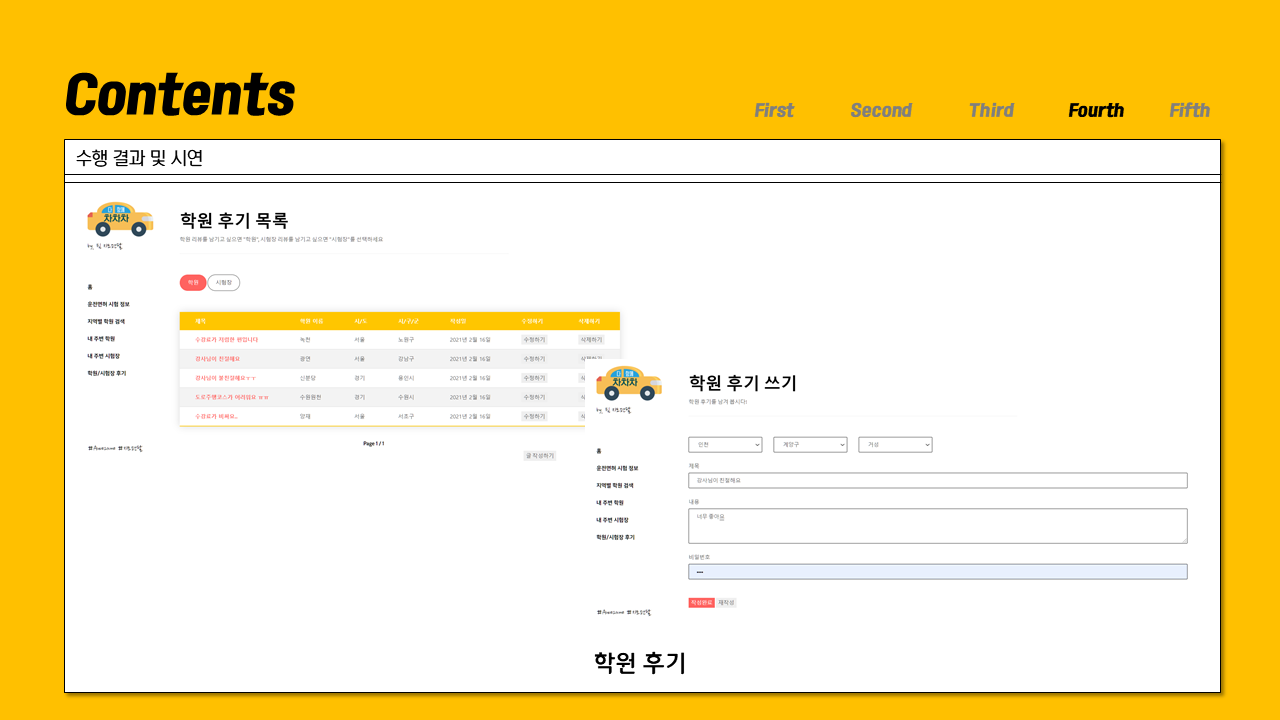 Contents
First Second Third Fourth Fifth
수행 결과 및 시연
차차차
학원 후기 목록
학원 리뷰를 남기고 싶으면 "학원", 시험장 리뷰를 남기고 싶으면 "시험장"을 선택하세요
학원 시험장
홈
운전면허 시험 정보
지역별 학원 검색
내 주변 학원
내 주변 시험장
학원/시험장 후기
제목 학원 이름 시/도 시/구/군 작성일 수정하기 삭제하기
수강료가 저렴한 편입니다 녹천 서울 노원구 2021년 2월 16일 수정하기 삭제하기
강사님이 친절해요 광연 서울 강남구 2021년 2월 16일 수정하기 삭제하기
강사님이 불친절해요ㅜㅜ 신분당 경기 용인시 2021년 2월 16일 수정하기
도로주행코스가 어려워요 ㅠㅠ 수원원천 경기 수원시 2021년 2월 16일 수정하기
수강료가 비싸요.. 양재 서울 서초구 2021년 2월 16일 수정하기
Page 1 / 1
글 작성하기
#Awesome
차차차
학원 후기 쓰기
학원 후기를 남겨 봅시다!
홈
운전면허 시험 정보
지역별 학원 검색
내 주변 학원
내 주변 시험장
학원/시험장 후기
인천 계양구 거성
제목
강사님이 친절해요
내용
너무 좋아요
비밀번호
••••
작성완료 재작성
#Awesome
학원 후기